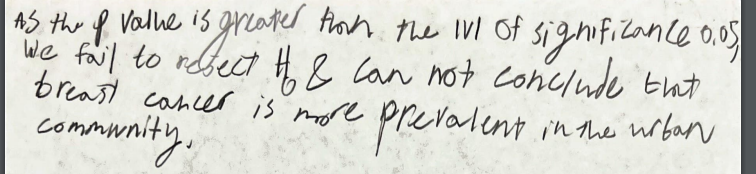 As the p value is greater than the lvl of significance 0.05,
We fail to reject H0 & can not conclude that
breast cancer is more prevalent in the urban
community.